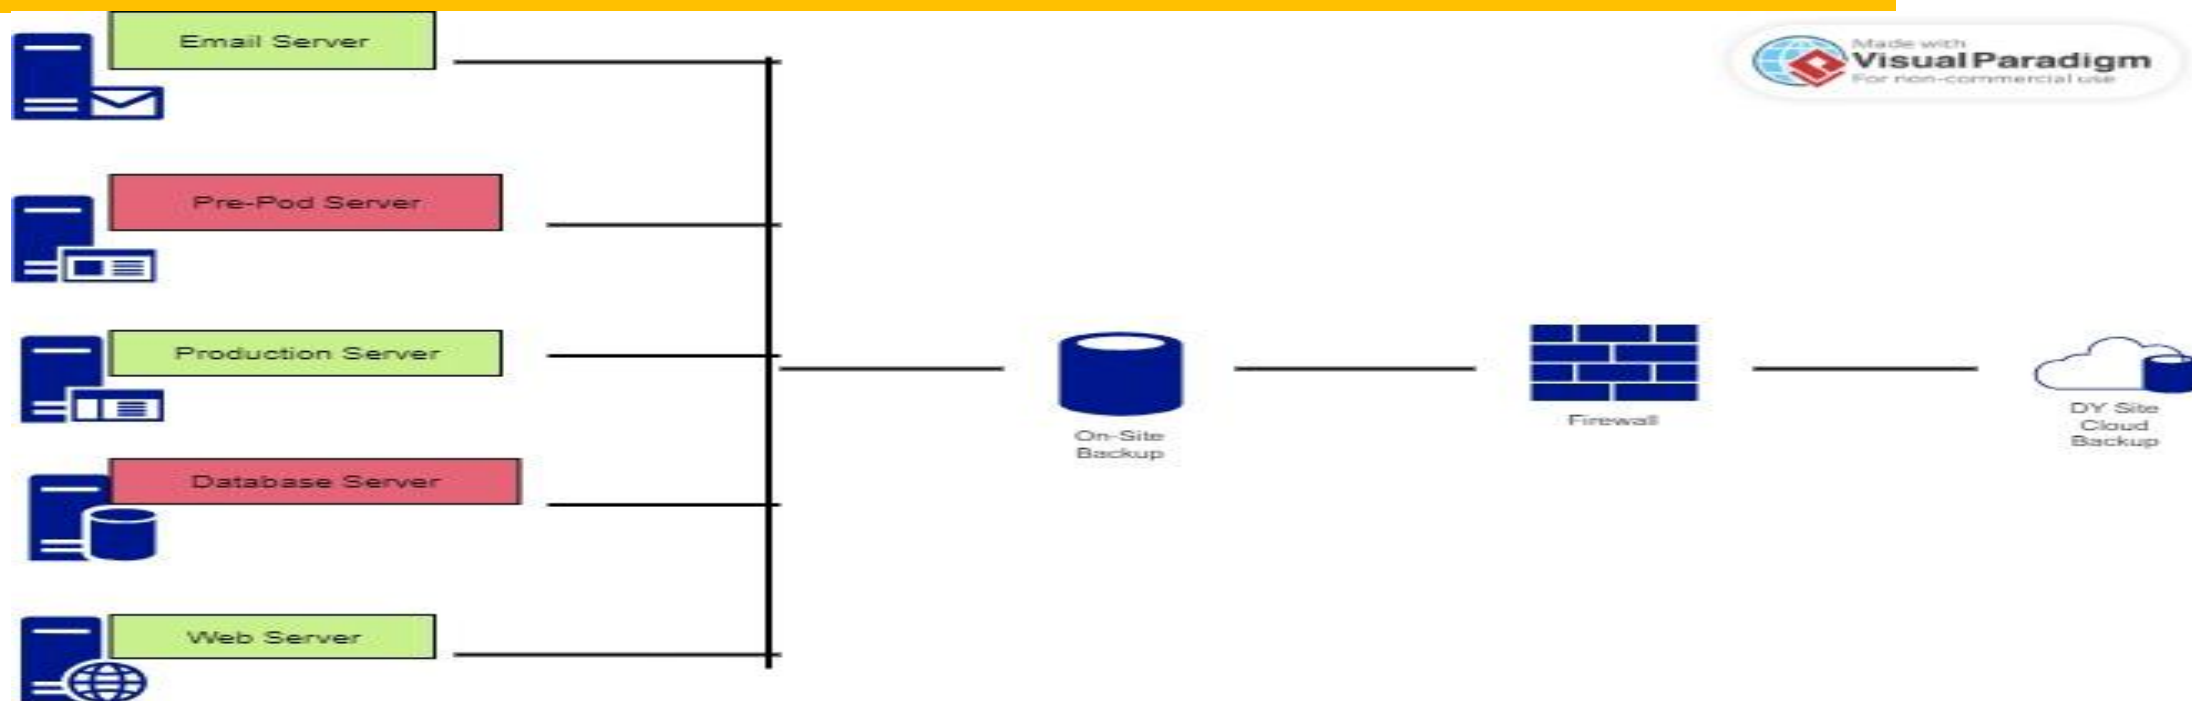 Email Server
Made with
Visual Paradigm
For non-commercial use
Pre-Pod Server
Production Server
Database Server
Web Server
On-Site
Backup
Firewall
DY Site
Cloud
Backup